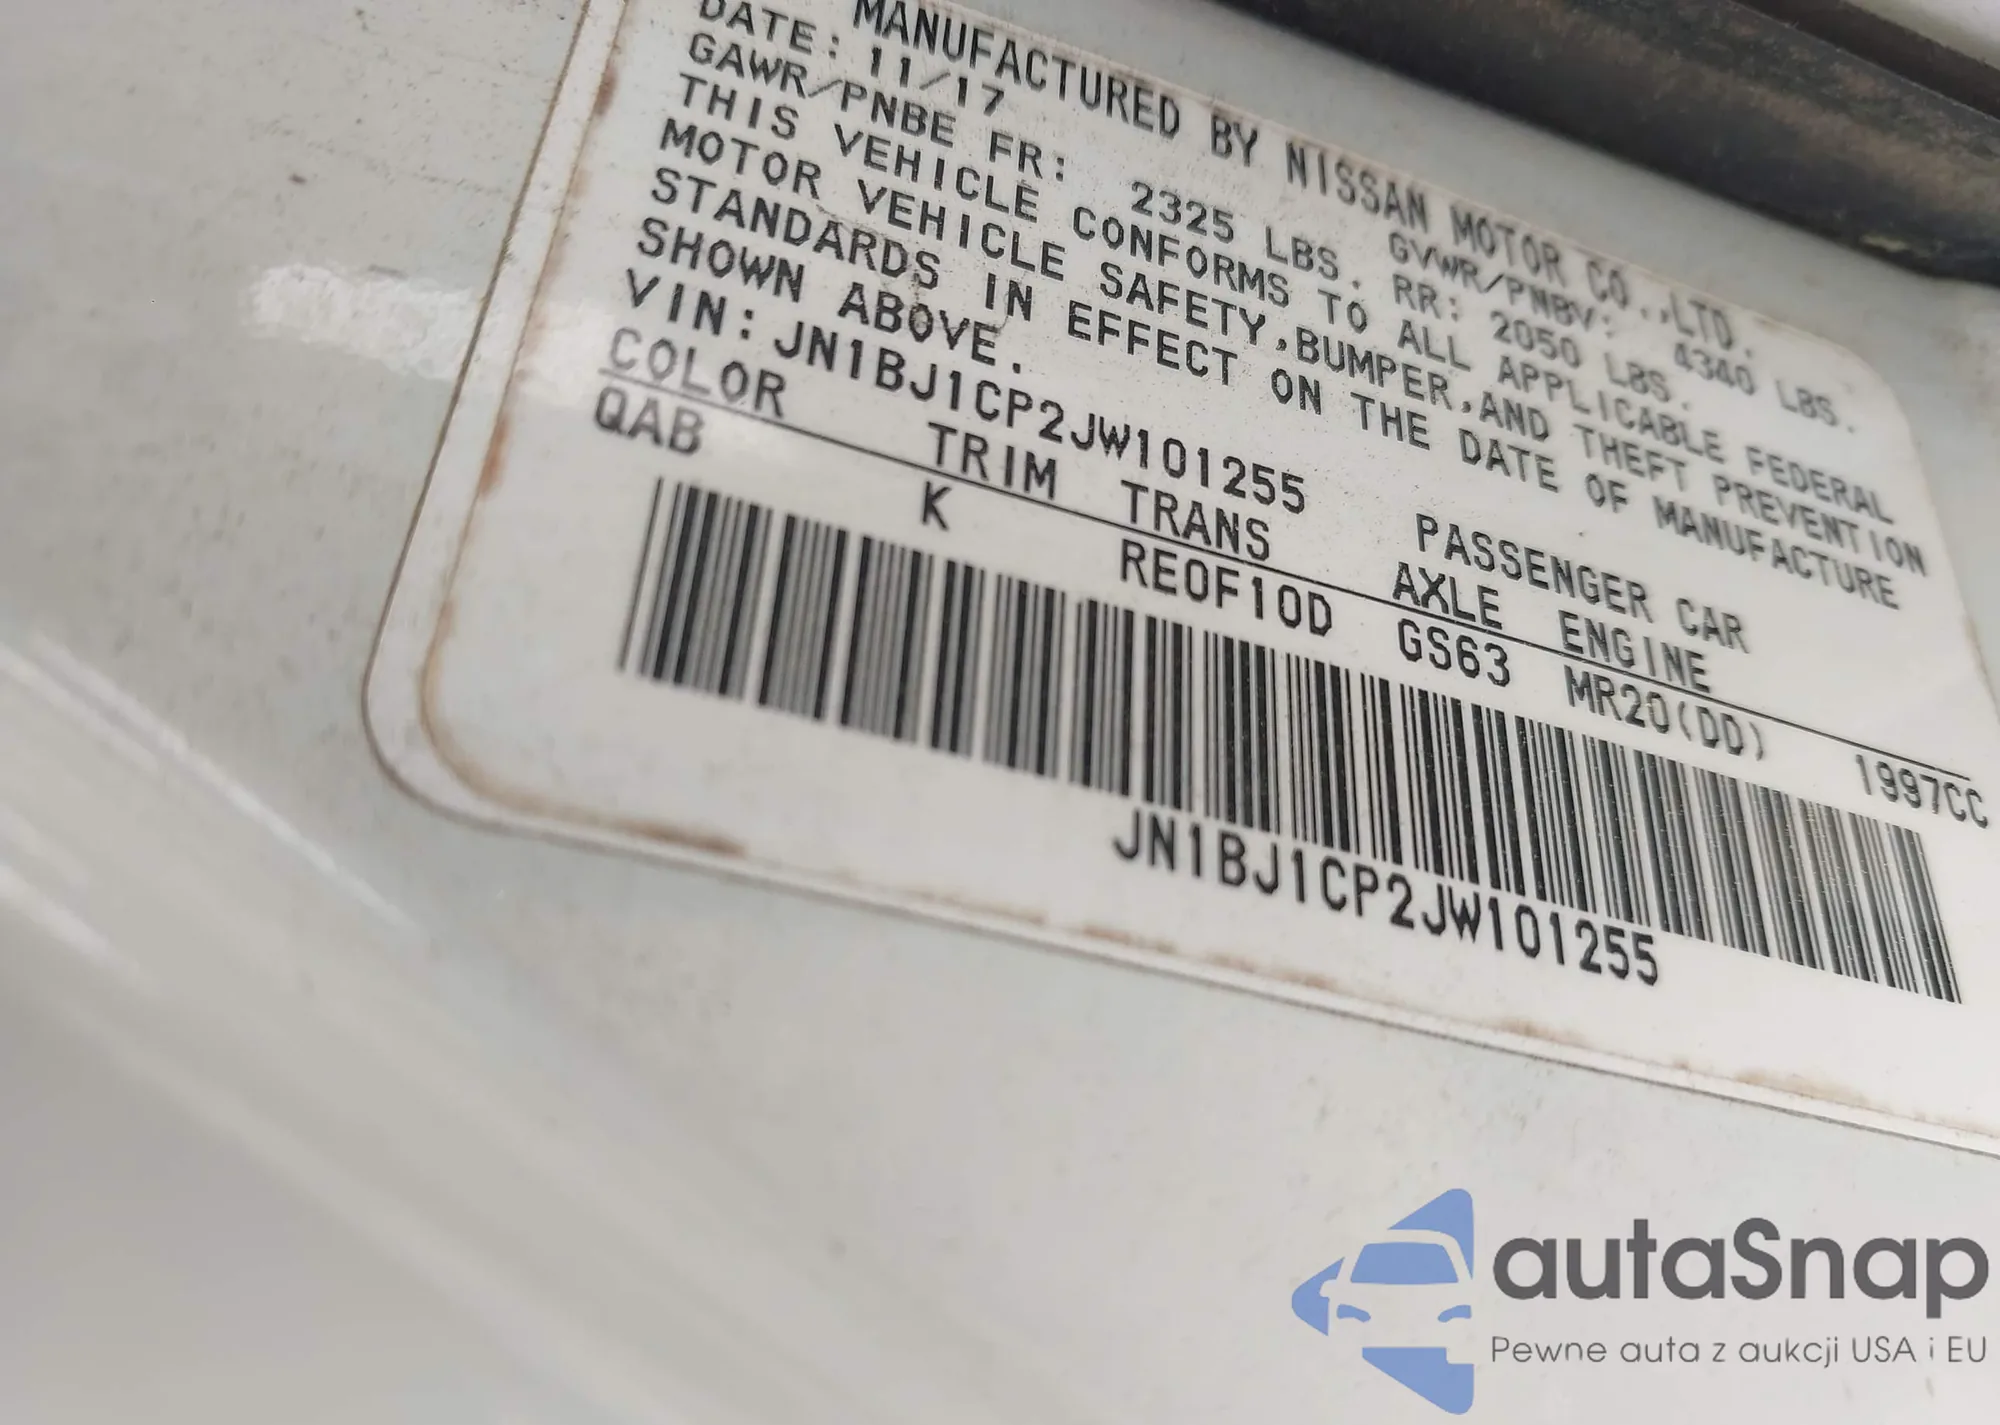 MANUFACTURED BY NISSAN MOTOR CO.,LTD.
DATE: 11/17 GVWR/PNBV: 4340 LBS.
GAWR/PNBE FR: 2325 LBS. RR: 2050 LBS.
THIS VEHICLE CONFORMS TO ALL APPLICABLE FEDERAL
MOTOR VEHICLE SAFETY,BUMPER,AND THEFT PREVENTION
STANDARDS IN EFFECT ON THE DATE OF MANUFACTURE
SHOWN ABOVE.
VIN: JN1BJ1CP2JW101255 PASSENGER CAR
COLOR TRIM TRANS AXLE ENGINE
QAB K RE0F10D GS63 MR20(DD) 1997CC
JN1BJ1CP2JW101255
autaSnap
Pewne auta z aukcji USA i EU